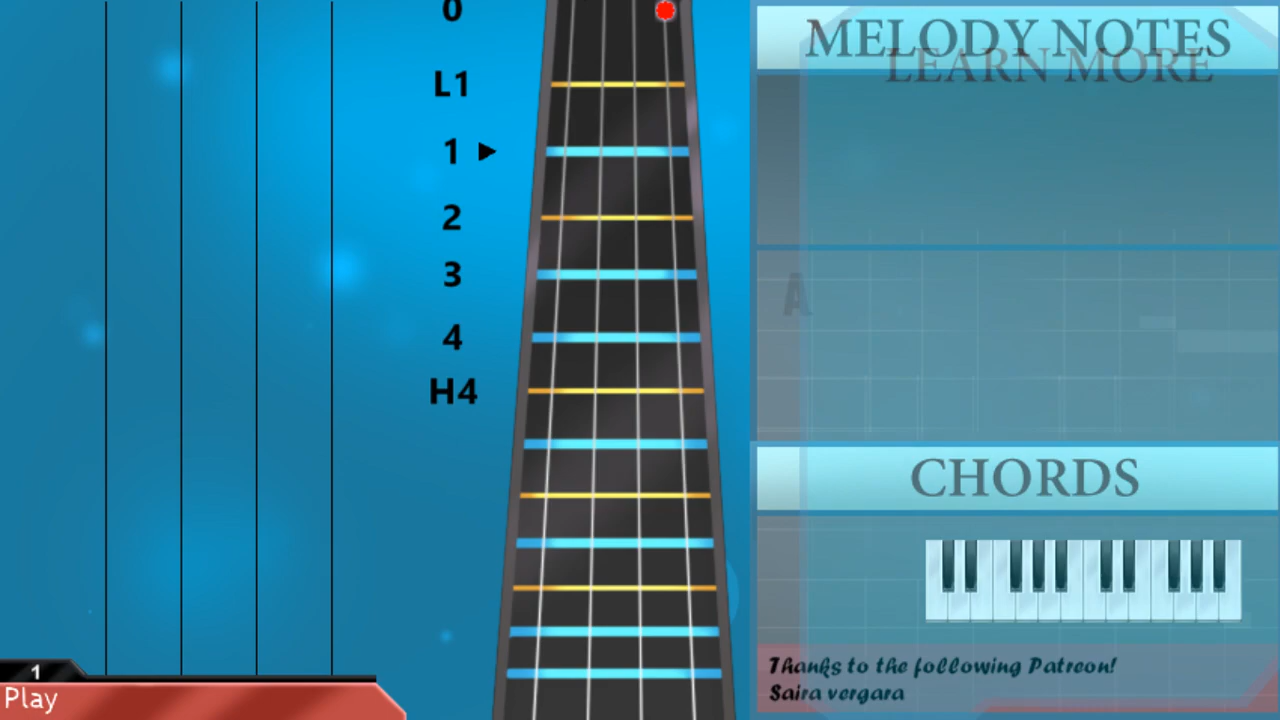 0
L1
1
2
3
4
H4
MELODY NOTES
LEARN MORE
A
CHORDS
Thanks to the following Patreon!
Saira vergara
1
Play